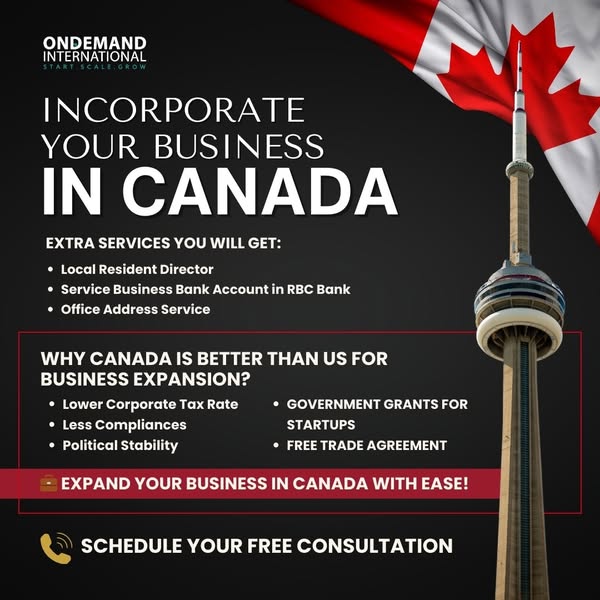 ONDEMAND
INTERNATIONAL
START SCALE.GROW
INCORPORATE
YOUR BUSINESS
IN CANADA
EXTRA SERVICES YOU WILL GET:
• Local Resident Director
• Service Business Bank Account in RBC Bank
• Office Address Service
WHY CANADA IS BETTER THAN US FOR
BUSINESS EXPANSION?
• Lower Corporate Tax Rate
• Less Compliances
• Political Stability
• GOVERNMENT GRANTS FOR
STARTUPS
• FREE TRADE AGREEMENT
EXPAND YOUR BUSINESS IN CANADA WITH EASE!
SCHEDULE YOUR FREE CONSULTATION